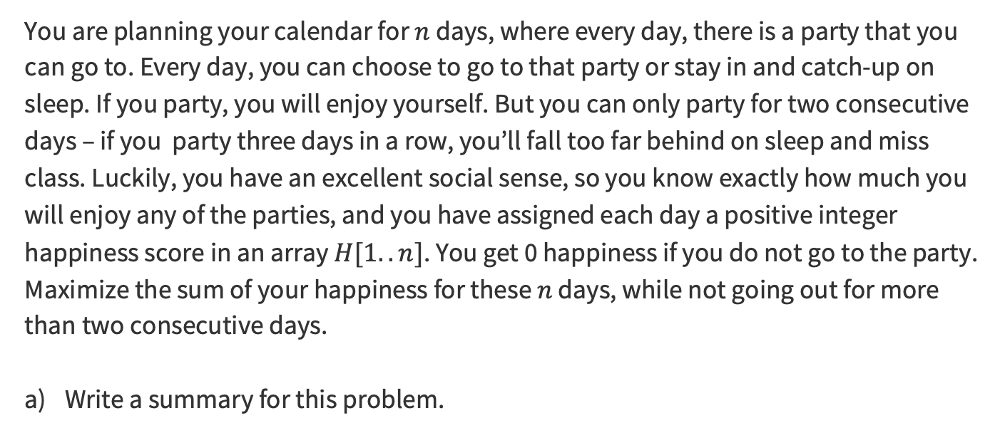 You are planning your calendar for n days, where every day, there is a party that you
can go to. Every day, you can choose to go to that party or stay in and catch-up on
sleep. If you party, you will enjoy yourself. But you can only party for two consecutive
days – if you  party three days in a row, you’ll fall too far behind on sleep and miss
class. Luckily, you have an excellent social sense, so you know exactly how much you
will enjoy any of the parties, and you have assigned each day a positive integer
happiness score in an array H[1..n]. You get 0 happiness if you do not go to the party.
Maximize the sum of your happiness for these n days, while not going out for more
than two consecutive days.
a) Write a summary for this problem.